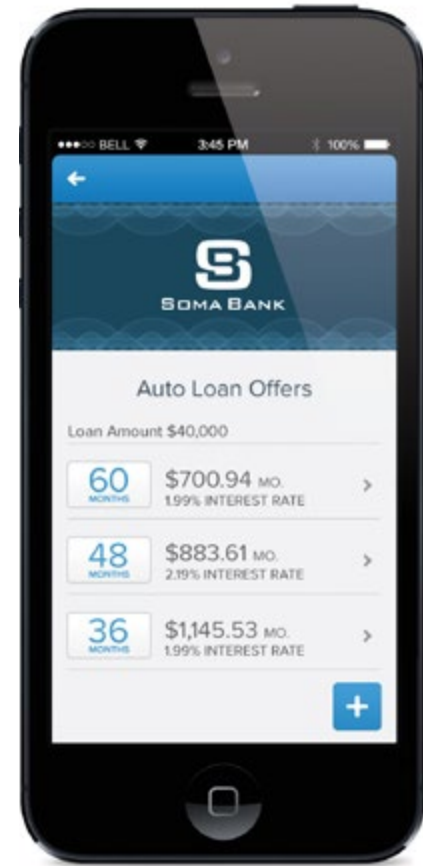 BELL 3:45 PM 100%
SB
SOMA BANK
Auto Loan Offers
Loan Amount $40,000
60 $700.94 MO.
MONTHS 1.99% INTEREST RATE
48 $883.61 MO.
MONTHS 2.19% INTEREST RATE
36 $1,145.53 MO.
MONTHS 1.99% INTEREST RATE
+